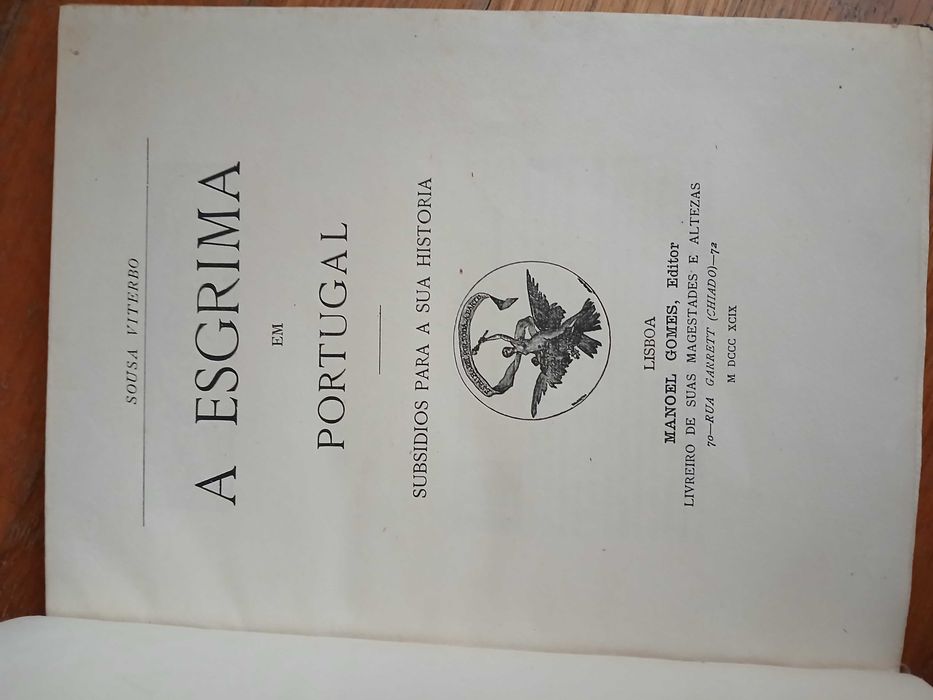 SOUSA VITERBO
A ESGRIMA
EM
PORTUGAL
SUBSIDIOS PARA A SUA HISTORIA
LISBOA
MANOEL GOMES, Editor
LIVREIRO DE SUAS MAGESTADES E ALTEZAS
70—RUA GARRETT (CHIADO)—72
M DCCC XCIX